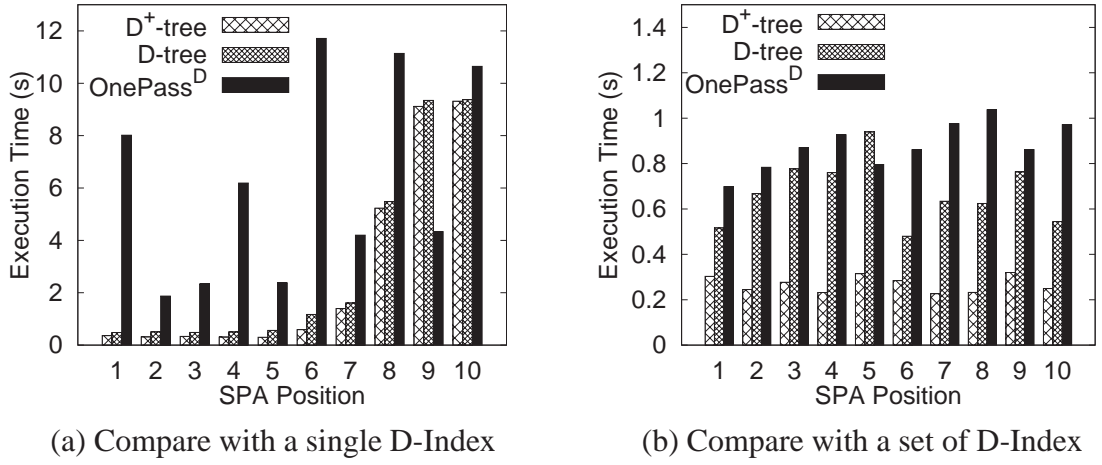 12
10
8
6
4
2
0
Execution Time (s)
D+-tree
D-tree
OnePassD
1 2 3 4 5 6 7 8 9 10
SPA Position
(a) Compare with a single D-Index
1.4
1.2
1
0.8
0.6
0.4
0.2
0
Execution Time (s)
D+-tree
D-tree
OnePassD
1 2 3 4 5 6 7 8 9 10
SPA Position
(b) Compare with a set of D-Index